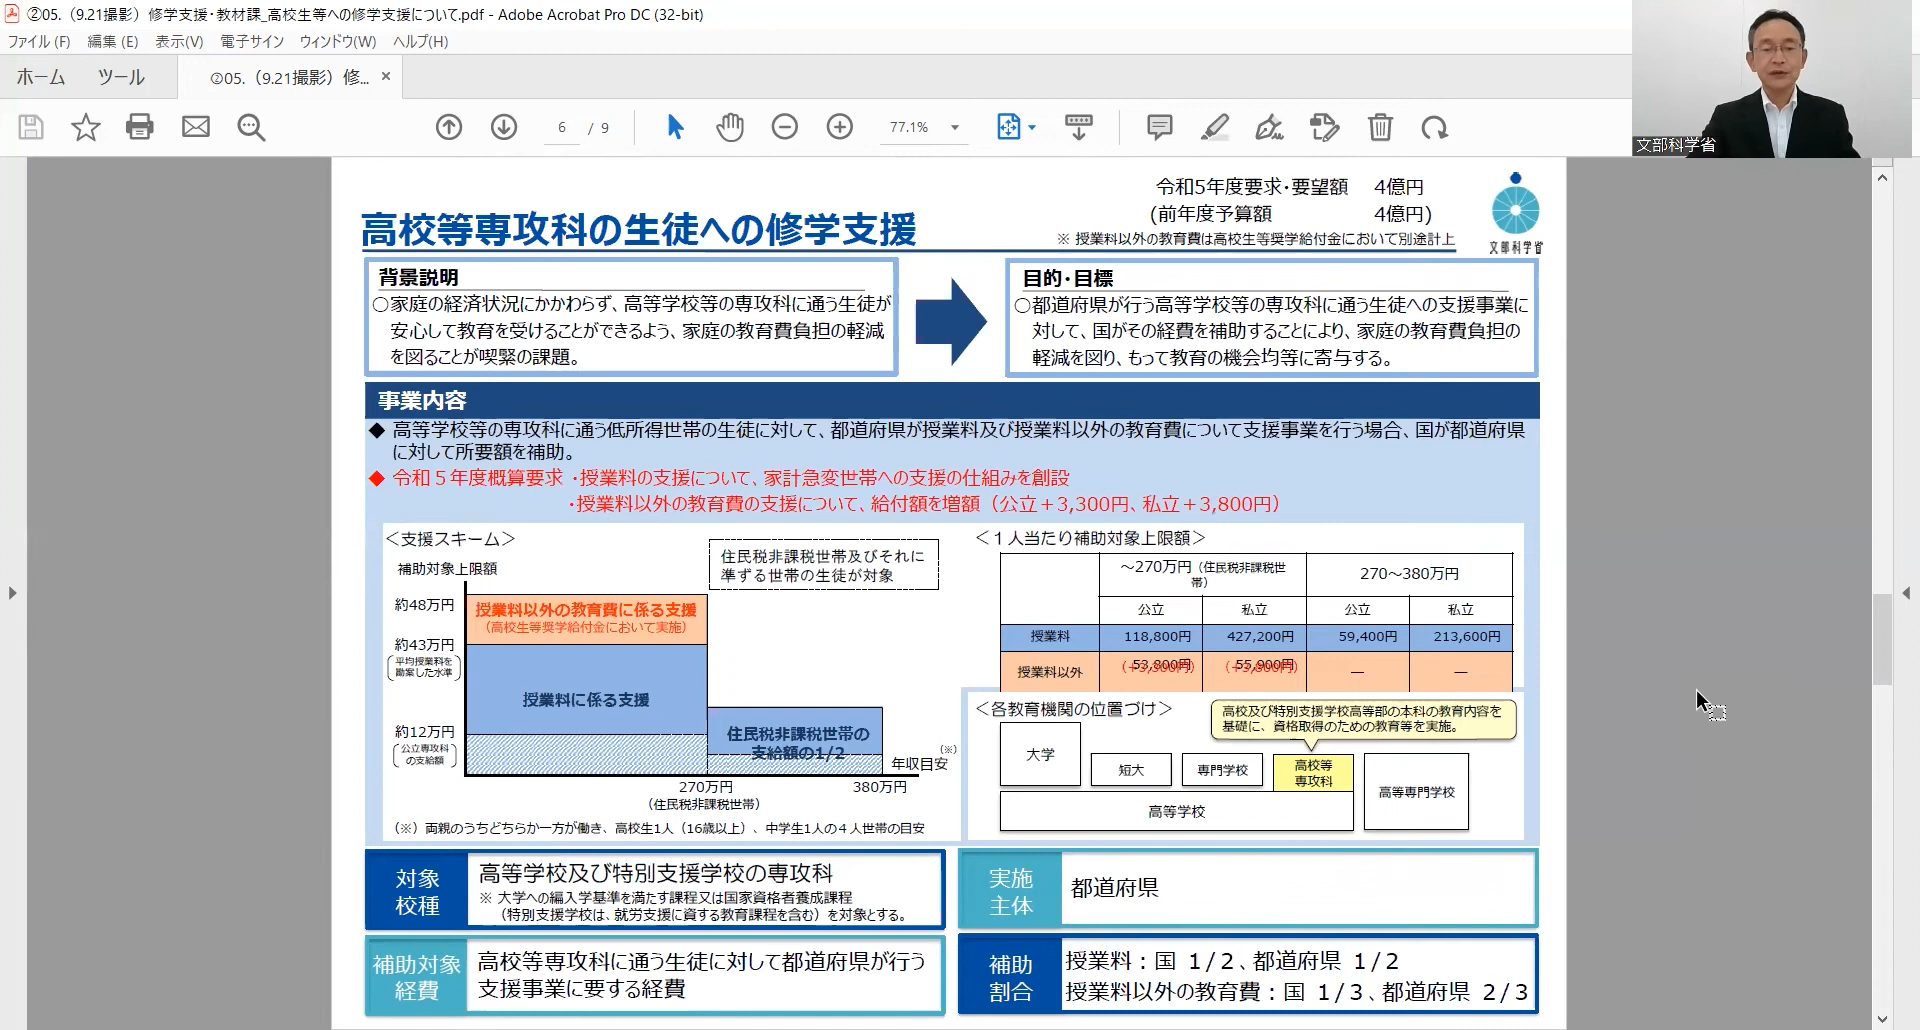 ②05.（9.21撮影）修学支援・教材課_高校生等への修学支援について.pdf - Adobe Acrobat Pro DC (32-bit)
ファイル(F) 編集(E) 表示(V) 電子サイン ウィンドウ(W) ヘルプ(H)
ホーム ツール ②05.（9.21撮影）修... ×
6 / 9 77.1%
文部科学省
令和5年度要求・要望額 4億円
(前年度予算額 4億円)
※ 授業料以外の教育費は高校生等奨学給付金において別途計上
文部科学省
高校等専攻科の生徒への修学支援
背景説明
○家庭の経済状況にかかわらず、高等学校等の専攻科に通う生徒が
安心して教育を受けることができるよう、家庭の教育費負担の軽減
を図ることが喫緊の課題。
目的・目標
○都道府県が行う高等学校等の専攻科に通う生徒への支援事業に
対して、国がその経費を補助することにより、家庭の教育費負担の
軽減を図り、もって教育の機会均等に寄与する。
事業内容
◆ 高等学校等の専攻科に通う低所得世帯の生徒に対して、都道府県が授業料及び授業料以外の教育費について支援事業を行う場合、国が都道府県
に対して所要額を補助。
◆ 令和５年度概算要求 ・授業料の支援について、家計急変世帯への支援の仕組みを創設
・授業料以外の教育費の支援について、給付額を増額（公立＋3,300円、私立＋3,800円）
＜支援スキーム＞
補助対象上限額
住民税非課税世帯及びそれに
準ずる世帯の生徒が対象
約48万円
授業料以外の教育費に係る支援
（高校生等奨学給付金において実施）
約43万円
平均授業料を
勘案した水準
授業料に係る支援
約12万円
公立専攻科
の支給額
住民税非課税世帯の
支給額の1/2
(※)
年収目安
270万円
（住民税非課税世帯）
380万円
（※）両親のうちどちらか一方が働き、高校生1人（16歳以上）、中学生1人の４人世帯の目安
＜１人当たり補助対象上限額＞
～270万円（住民税非課税世
帯）
270～380万円
公立 私立 公立 私立
授業料 118,800円 427,200円 59,400円 213,600円
授業料以外 53,800円 55,900円 ― ―
（＋3,300円） （＋3,800円）
＜各教育機関の位置づけ＞
高校及び特別支援学校高等部の本科の教育内容を
基礎に、資格取得のための教育等を実施。
大学
短大
専門学校
高校等
専攻科
高等専門学校
高等学校
対象
校種
高等学校及び特別支援学校の専攻科
※ 大学への編入学基準を満たす課程又は国家資格者養成課程
（特別支援学校は、就労支援に資する教育課程を含む）を対象とする。
実施
主体
都道府県
補助対象
経費
高校等専攻科に通う生徒に対して都道府県が行う
支援事業に要する経費
補助
割合
授業料：国 1/2、都道府県 1/2
授業料以外の教育費：国 1/3、都道府県 2/3